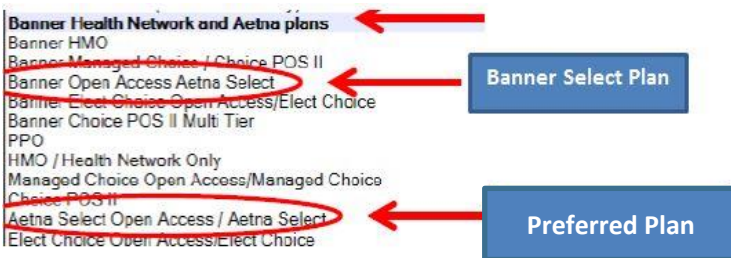 Banner Health Network and Aetna plans
Banner HMO
Banner Managed Choice / Choice POS II
Banner Open Access Aetna Select
Banner Elect Choice Open Access/Elect Choice
Banner Choice POS II Multi Tier
PPO
HMO / Health Network Only
Managed Choice Open Access/Managed Choice
Choice POS II
Aetna Select Open Access / Aetna Select
Elect Choice Open Access/Elect Choice
Banner Select Plan
Preferred Plan